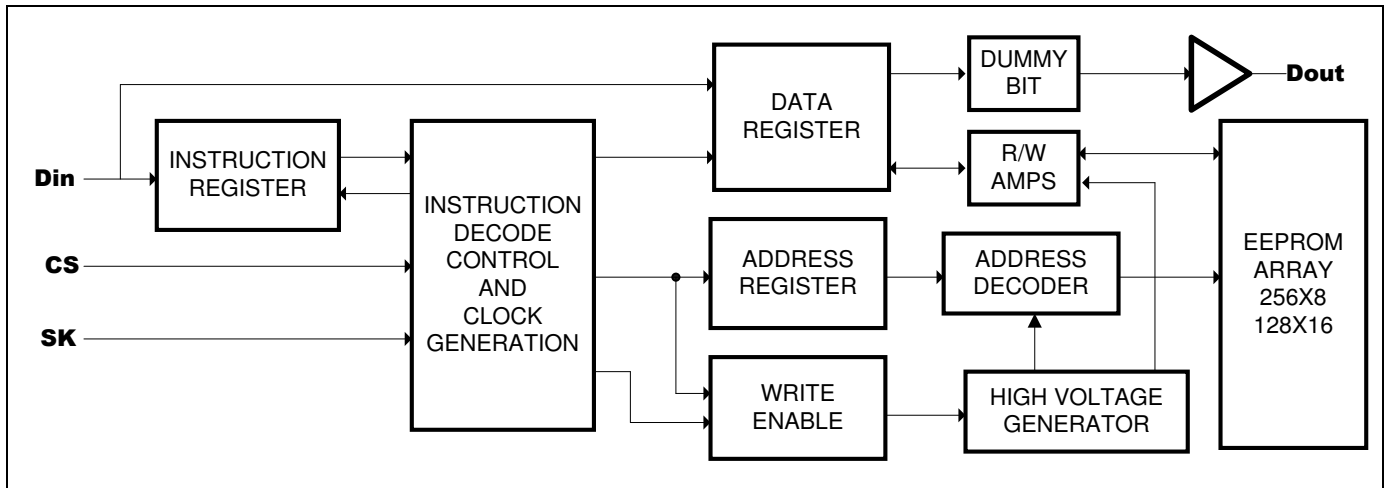 DUMMY
BIT
Dout
DATA
REGISTER
INSTRUCTION
REGISTER
Din
R/W
AMPS
INSTRUCTION
DECODE
CONTROL
AND
CLOCK
GENERATION
CS
SK
ADDRESS
REGISTER
ADDRESS
DECODER
EEPROM
ARRAY
256X8
128X16
WRITE
ENABLE
HIGH VOLTAGE
GENERATOR